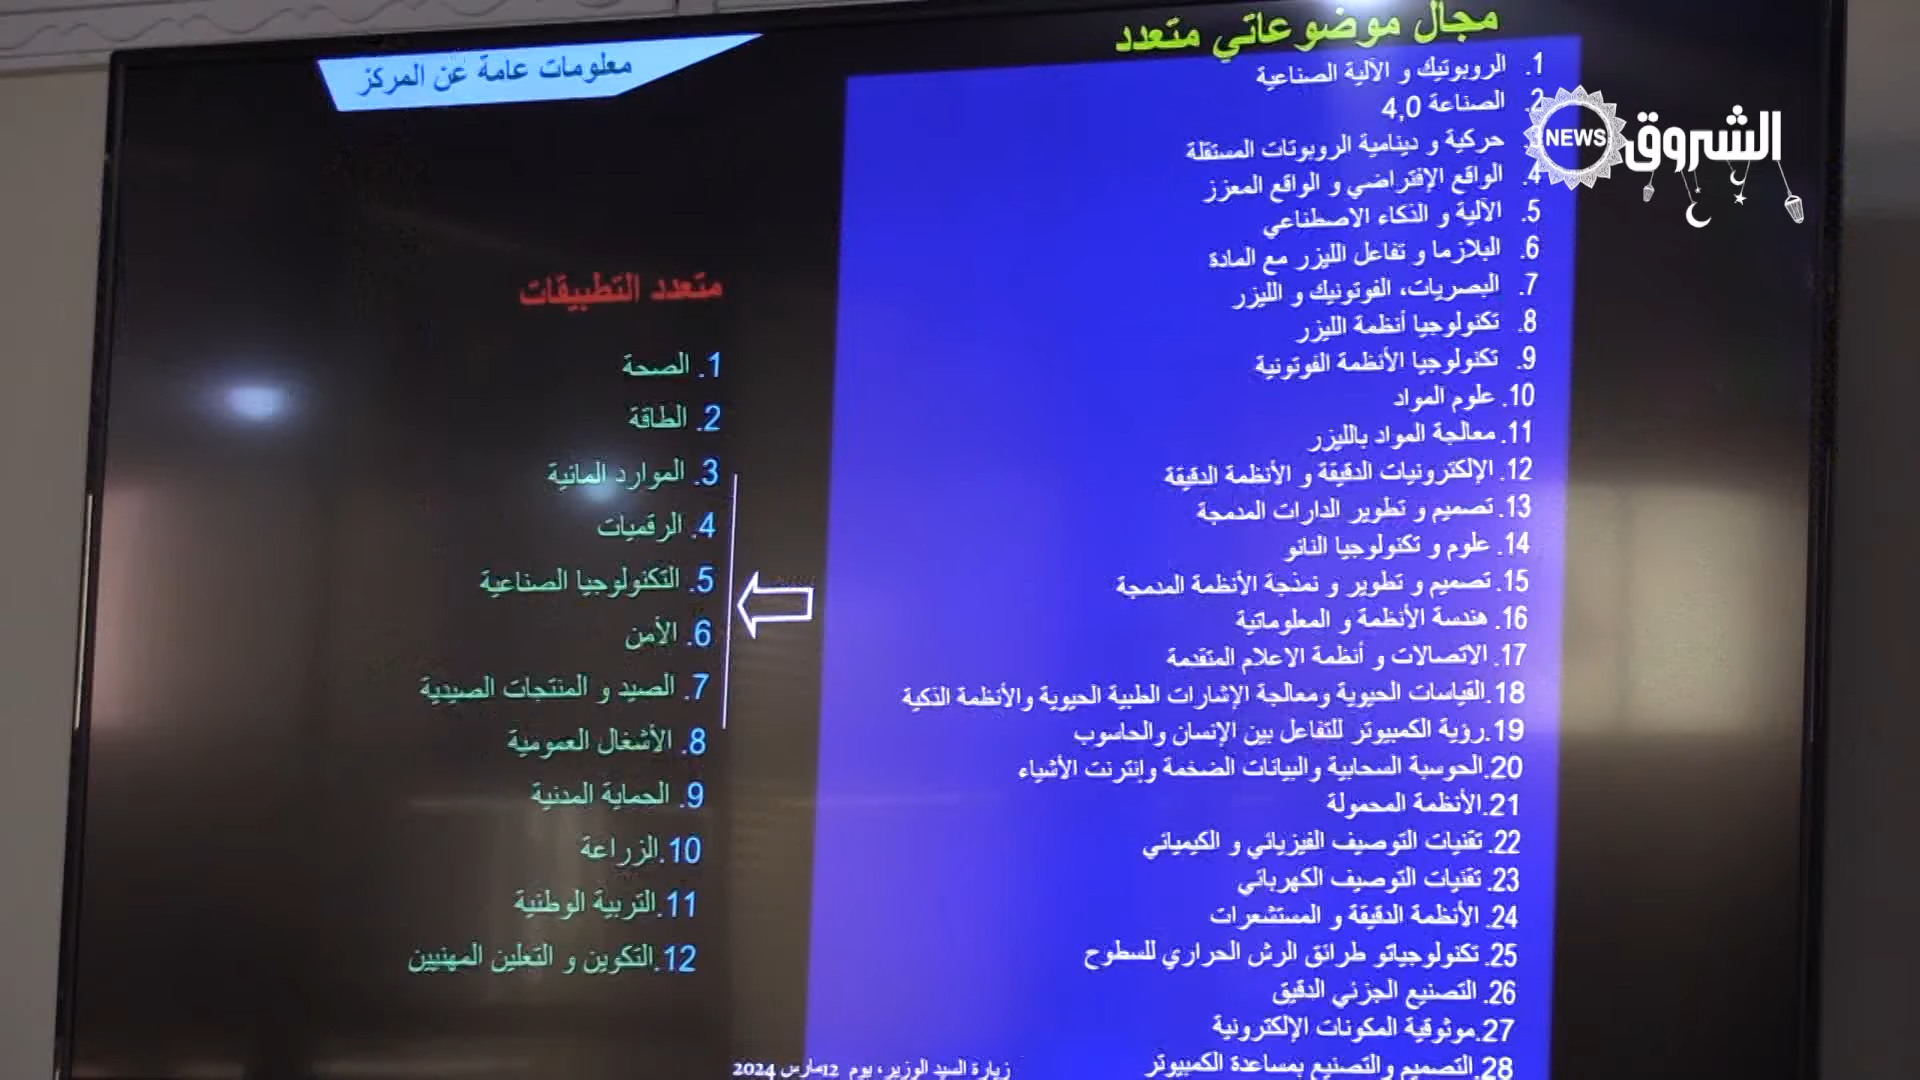 مجال موضوعاتي متعدد
معلومات عامة عن المركز
1. الروبوتيك و الآلية الصناعية
2. الصناعة 4,0
حركية و دينامية الروبوتات المستقلة
4. الواقع الإفتراضي و الواقع المعزز
5. الآلية و الذكاء الاصطناعي
6. البلازما و تفاعل الليزر مع المادة
7. البصريات، الفوتونيك و الليزر
8. تكنولوجيا أنظمة الليزر
9. تكنولوجيا الأنظمة الفوتونية
10. علوم المواد
11. معالجة المواد بالليزر
12. الإلكترونيات الدقيقة و الأنظمة الدقيقة
13. تصميم و تطوير الدارات المدمجة
14. علوم و تكنولوجيا النانو
15. تصميم و تطوير و نمذجة الأنظمة المدمجة
16. هندسة الأنظمة و المعلوماتية
17. الاتصالات و أنظمة الاعلام المتقدمة
18. القياسات الحيوية ومعالجة الإشارات الطبية الحيوية والأنظمة الذكية
19. رؤية الكمبيوتر للتفاعل بين الإنسان والحاسوب
20. الحوسبة السحابية والبيانات الضخمة وإنترنت الأشياء
21. الأنظمة المحمولة
22. تقنيات التوصيف الفيزيائي و الكيميائي
23. تقنيات التوصيف الكهربائي
24. الأنظمة الدقيقة و المستشعرات
25. تكنولوجياتو طرائق الرش الحراري للسطوح
26. التصنيع الجزئي الدقيق
27. موثوقية المكونات الإلكترونية
28. التصميم والتصنيع بمساعدة الكمبيوتر
متعدد التطبيقات
1. الصحة
2. الطاقة
3. الموارد المائية
4. الرقميات
5. التكنولوجيا الصناعية
6. الأمن
7. الصيد و المنتجات الصيدية
8. الأشغال العمومية
9. الحماية المدنية
10. الزراعة
11. التربية الوطنية
12. التكوين و التعلين المهنيين
زيارة السيد الوزير، يوم 12مارس 2024
الشروق NEWS